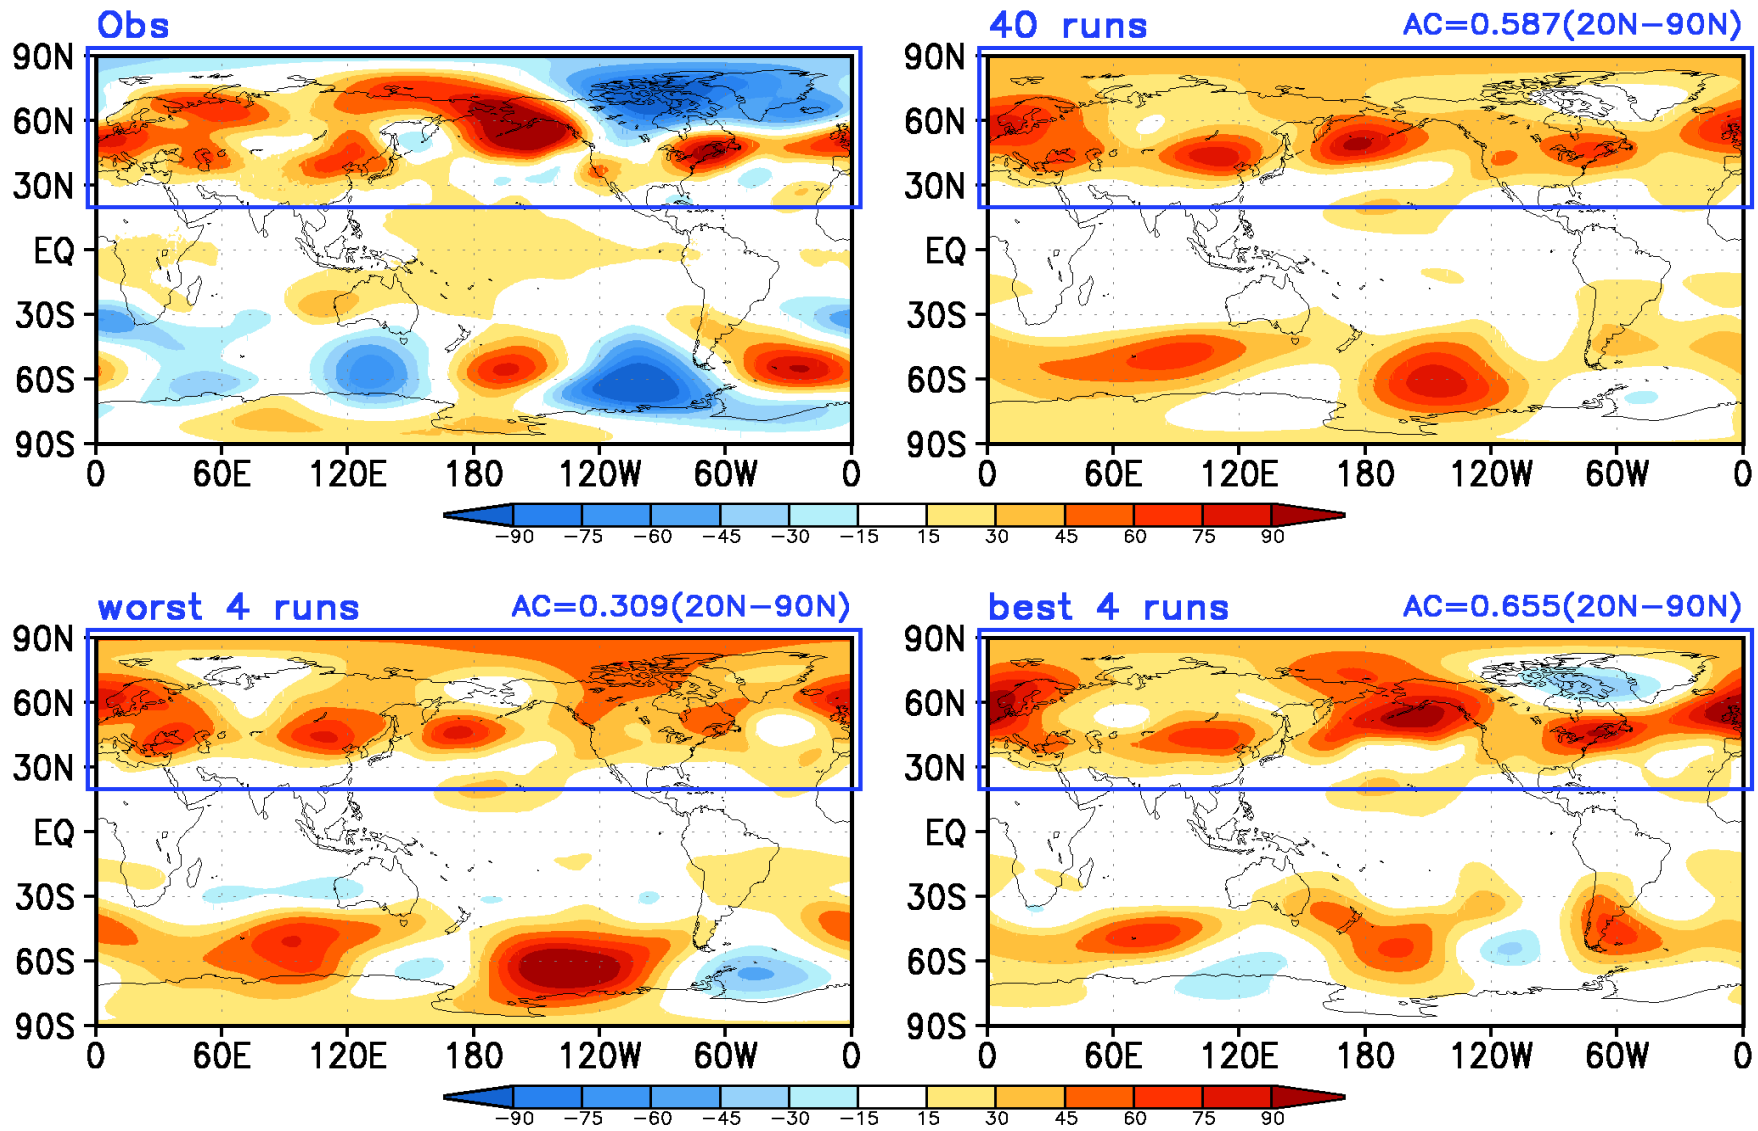 Obs
40 runs AC=0.587(20N−90N)
90N 90N
60N 60N
30N 30N
EQ EQ
30S 30S
60S 60S
90S 90S
0 60E 120E 180 120W 60W 0 0 60E 120E 180 120W 60W 0
−90 −75 −60 −45 −30 −15 15 30 45 60 75 90
worst 4 runs AC=0.309(20N−90N)
best 4 runs AC=0.655(20N−90N)
90N 90N
60N 60N
30N 30N
EQ EQ
30S 30S
60S 60S
90S 90S
0 60E 120E 180 120W 60W 0 0 60E 120E 180 120W 60W 0
−90 −75 −60 −45 −30 −15 15 30 45 60 75 90